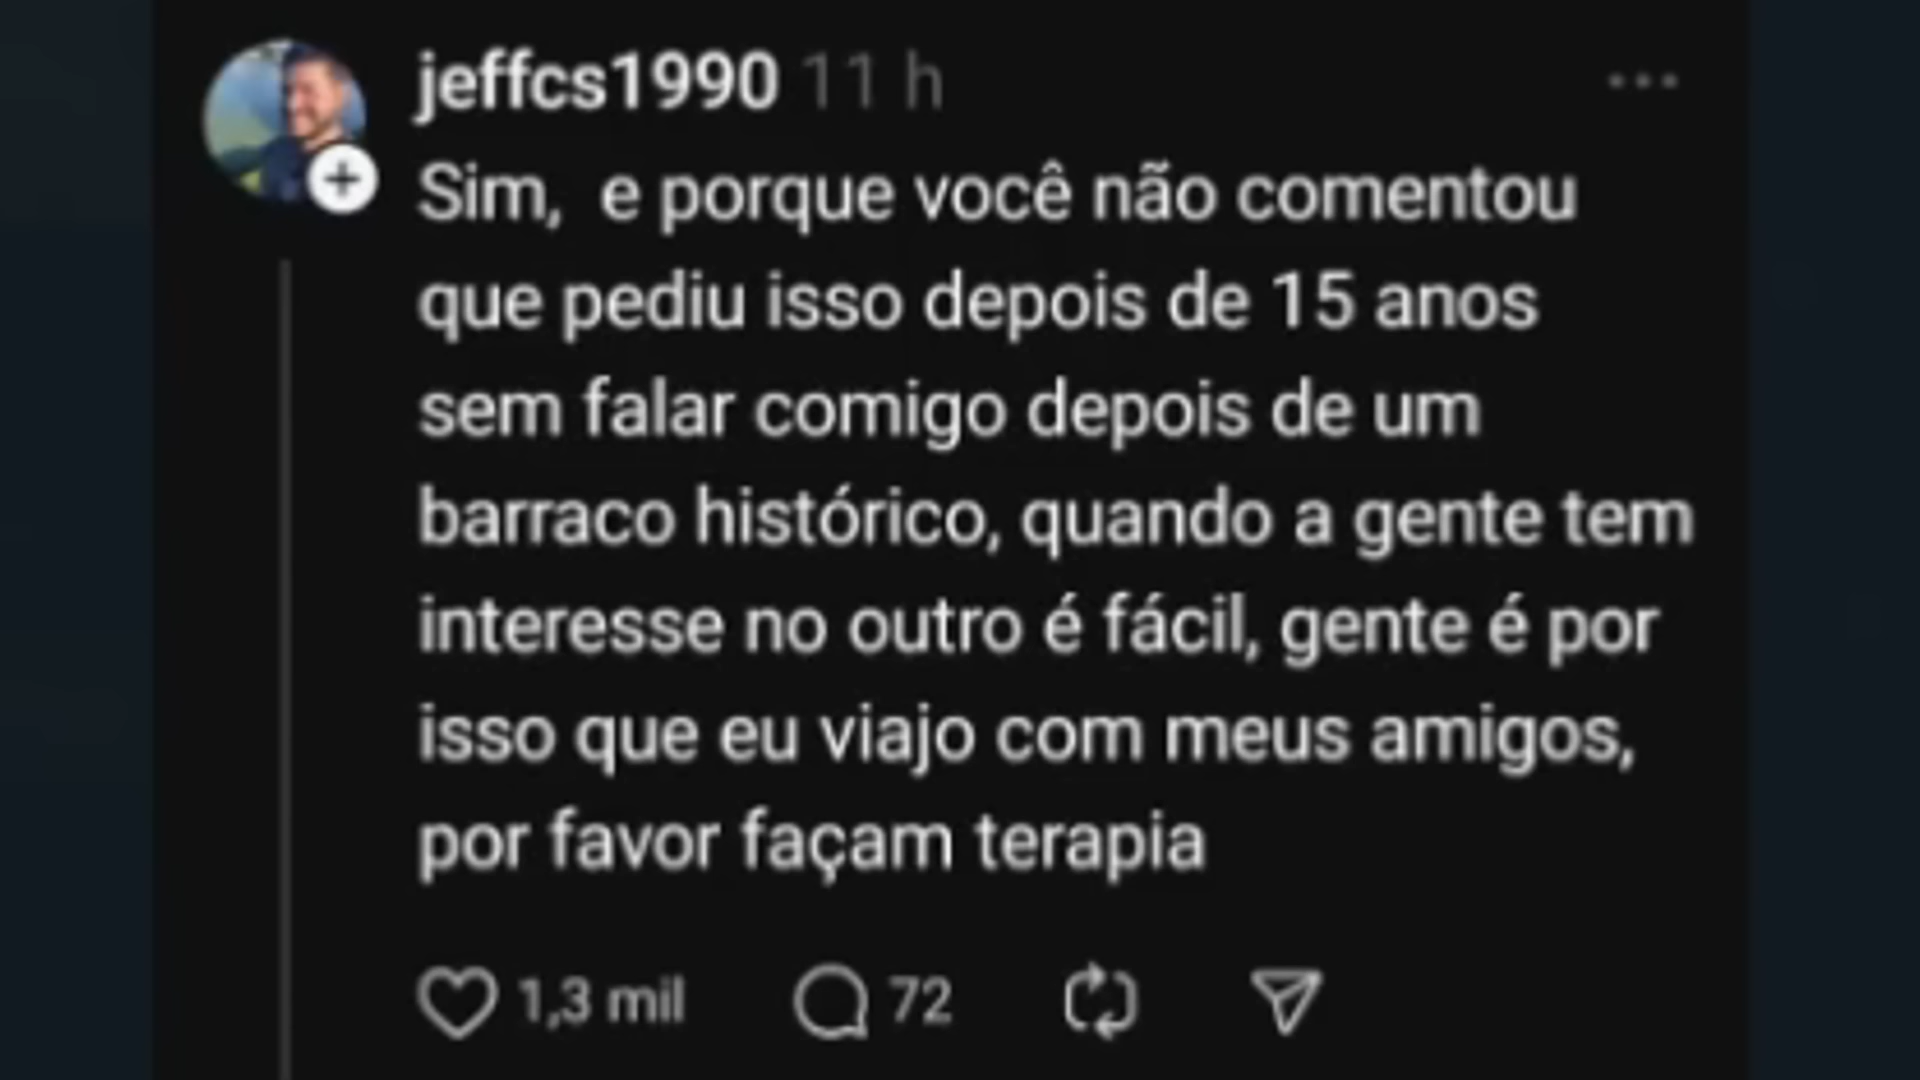 jeffcs1990 11 h
Sim, e porque você não comentou
que pediu isso depois de 15 anos
sem falar comigo depois de um
barraco histórico, quando a gente tem
interesse no outro é fácil, gente é por
isso que eu viajo com meus amigos,
por favor façam terapia
1,3 mil 72